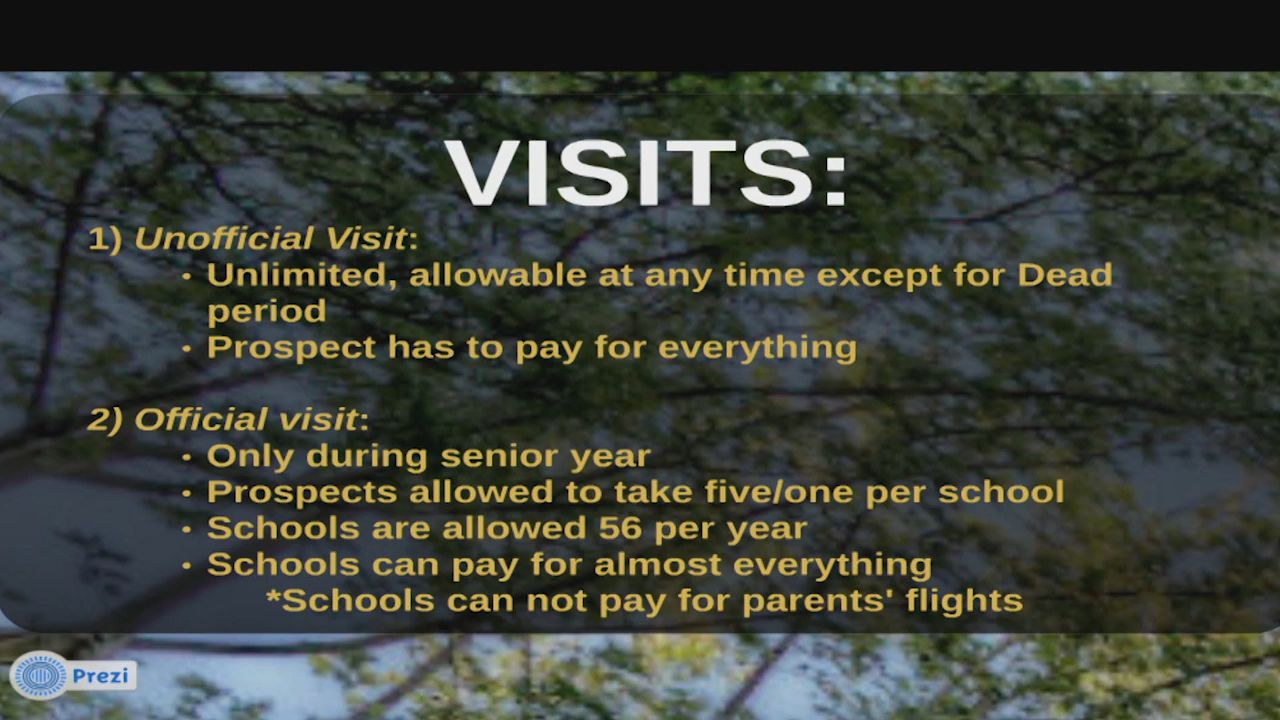 VISITS:
1) Unofficial Visit:
• Unlimited, allowable at any time except for Dead
period
• Prospect has to pay for everything
2) Official visit:
• Only during senior year
• Prospects allowed to take five/one per school
• Schools are allowed 56 per year
• Schools can pay for almost everything
*Schools can not pay for parents' flights
Prezi